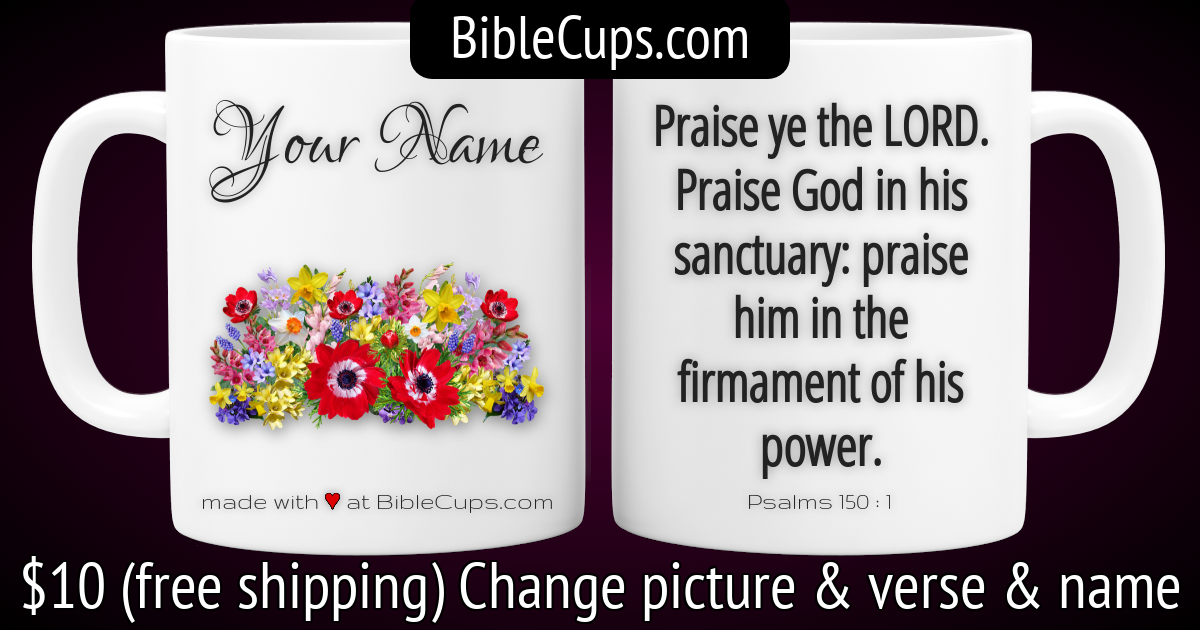 BibleCups.com
Your Name
made with ♥ at BibleCups.com
Praise ye the LORD.
Praise God in his
sanctuary: praise
him in the
firmament of his
power.
Psalms 150 : 1
$10 (free shipping) Change picture & verse & name